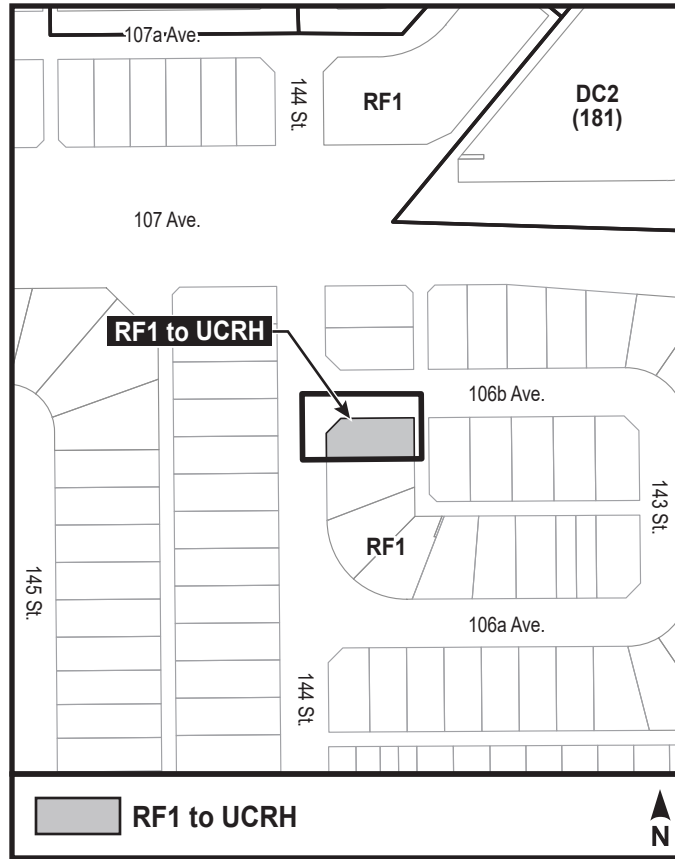 107a Ave.
144 St.
RF1
DC2
(181)
107 Ave.
RF1 to UCRH
106b Ave.
143 St.
RF1
145 St.
106a Ave.
144 St.
RF1 to UCRH
N